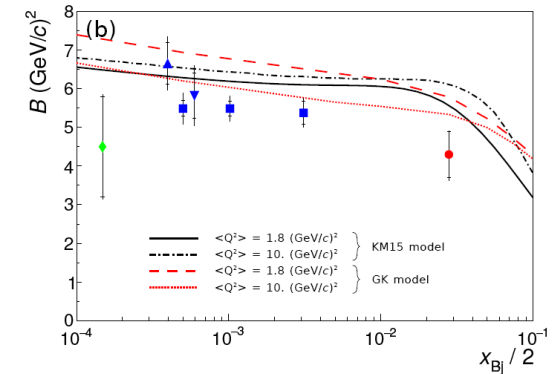 B (GeV/c)²
(b)
8
7
6
5
4
3
2
1
0
<Q²> = 1.8 (GeV/c)²
<Q²> = 10. (GeV/c)²
KM15 model
<Q²> = 1.8 (GeV/c)²
<Q²> = 10. (GeV/c)²
GK model
10⁻⁴ 10⁻³ 10⁻² 10⁻¹
x_Bj / 2